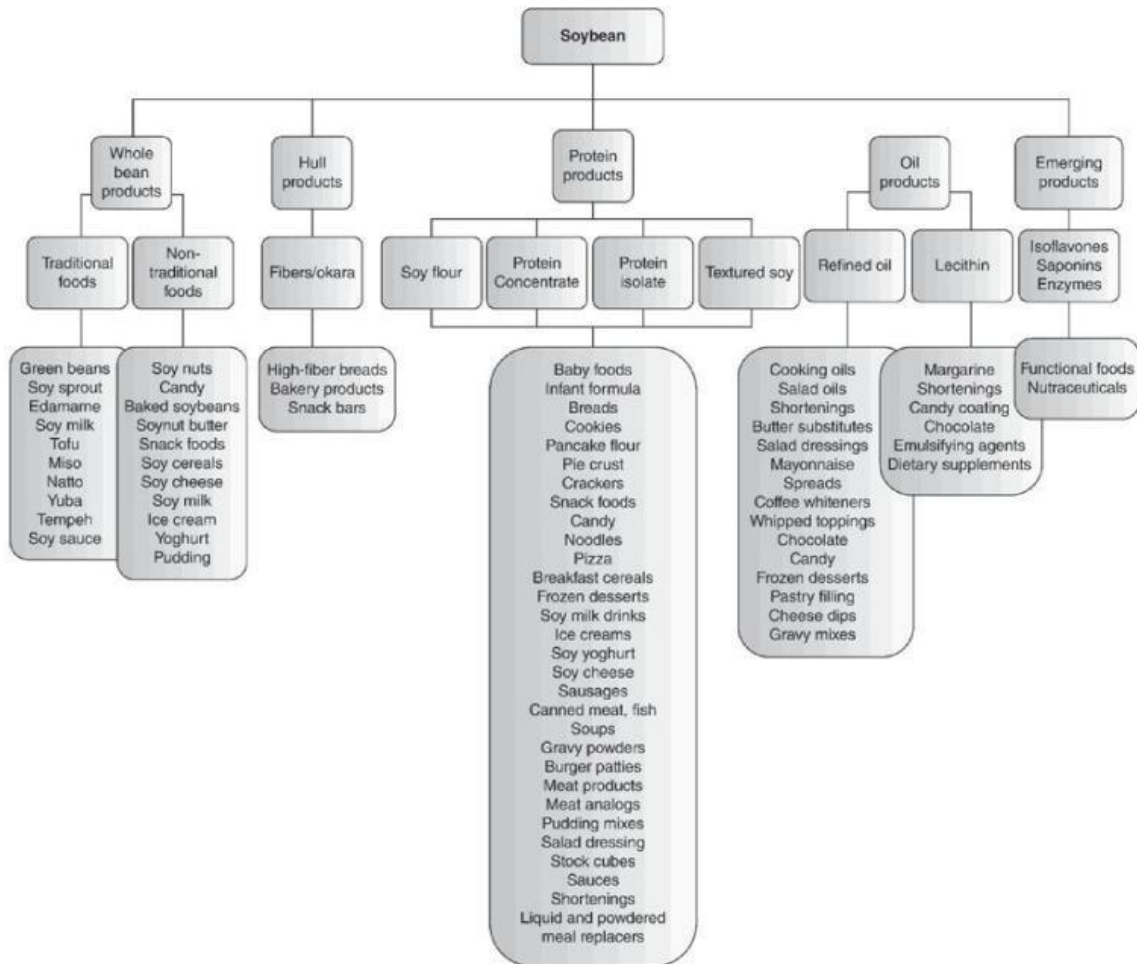 Soybean
Whole
bean
products
Hull
products
Protein
products
Oil
products
Emerging
products
Traditional
foods
Non-
traditional
foods
Fibers/okara
Soy flour
Protein
Concentrate
Protein
isolate
Textured soy
Refined oil
Lecithin
Isoflavones
Saponins
Enzymes
Green beans
Soy sprout
Edamame
Soy milk
Tofu
Miso
Natto
Yuba
Tempeh
Soy sauce
Soy nuts
Candy
Baked soybeans
Soynut butter
Snack foods
Soy cereals
Soy cheese
Soy milk
Ice cream
Yoghurt
Pudding
High-fiber breads
Bakery products
Snack bars
Baby foods
Infant formula
Breads
Cookies
Pancake flour
Pie crust
Crackers
Snack foods
Candy
Noodles
Pizza
Breakfast cereals
Frozen desserts
Soy milk drinks
Ice creams
Soy yoghurt
Soy cheese
Sausages
Canned meat, fish
Soups
Gravy powders
Burger patties
Meat products
Meat analogs
Pudding mixes
Salad dressing
Stock cubes
Sauces
Shortenings
Liquid and powdered
meal replacers
Cooking oils
Salad oils
Shortenings
Butter substitutes
Salad dressings
Mayonnaise
Spreads
Coffee whiteners
Whipped toppings
Chocolate
Candy
Frozen desserts
Pastry filling
Cheese dips
Gravy mixes
Margarine
Shortenings
Candy coating
Chocolate
Emulsifying agents
Dietary supplements
Functional foods
Nutraceuticals